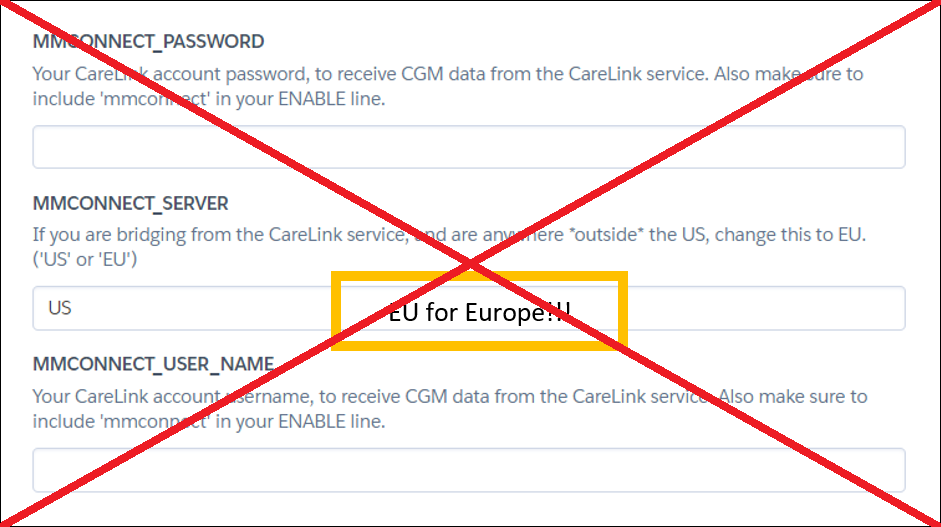 MMCONNECT_PASSWORD
Your CareLink account password, to receive CGM data from the CareLink service. Also make sure to
include 'mmconnect' in your ENABLE line.
MMCONNECT_SERVER
If you are bridging from the CareLink service, and are anywhere *outside* the US, change this to EU.
('US' or 'EU')
US
EU for Europe!!!
MMCONNECT_USER_NAME
Your CareLink account username, to receive CGM data from the CareLink service. Also make sure to
include 'mmconnect' in your ENABLE line.